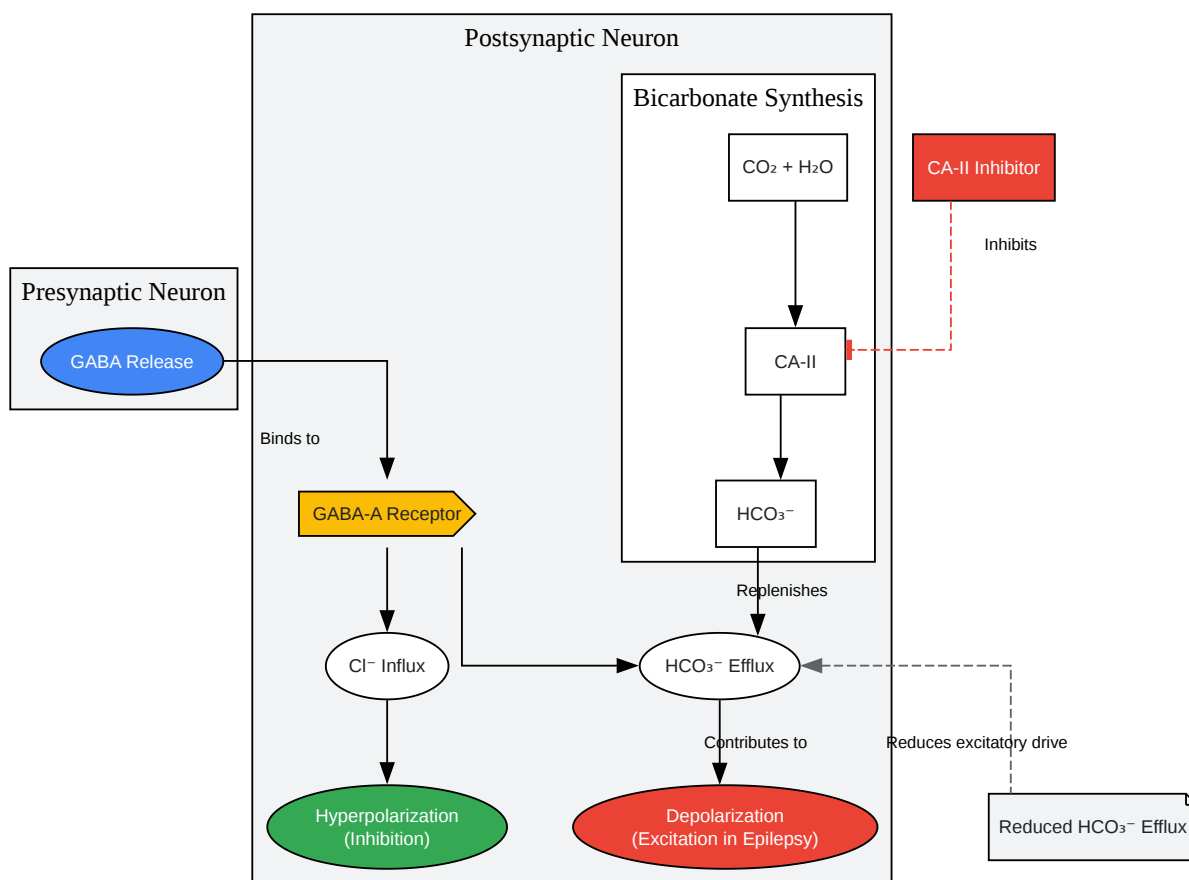 Postsynaptic Neuron
Bicarbonate Synthesis
CO₂ + H₂O
CA-II Inhibitor
Inhibits
Presynaptic Neuron
GABA Release
CA-II
Binds to
GABA-A Receptor
HCO₃⁻
Replenishes
Cl⁻ Influx
HCO₃⁻ Efflux
Contributes to
Reduces excitatory drive
Hyperpolarization
(Inhibition)
Depolarization
(Excitation in Epilepsy)
Reduced HCO₃⁻ Efflux